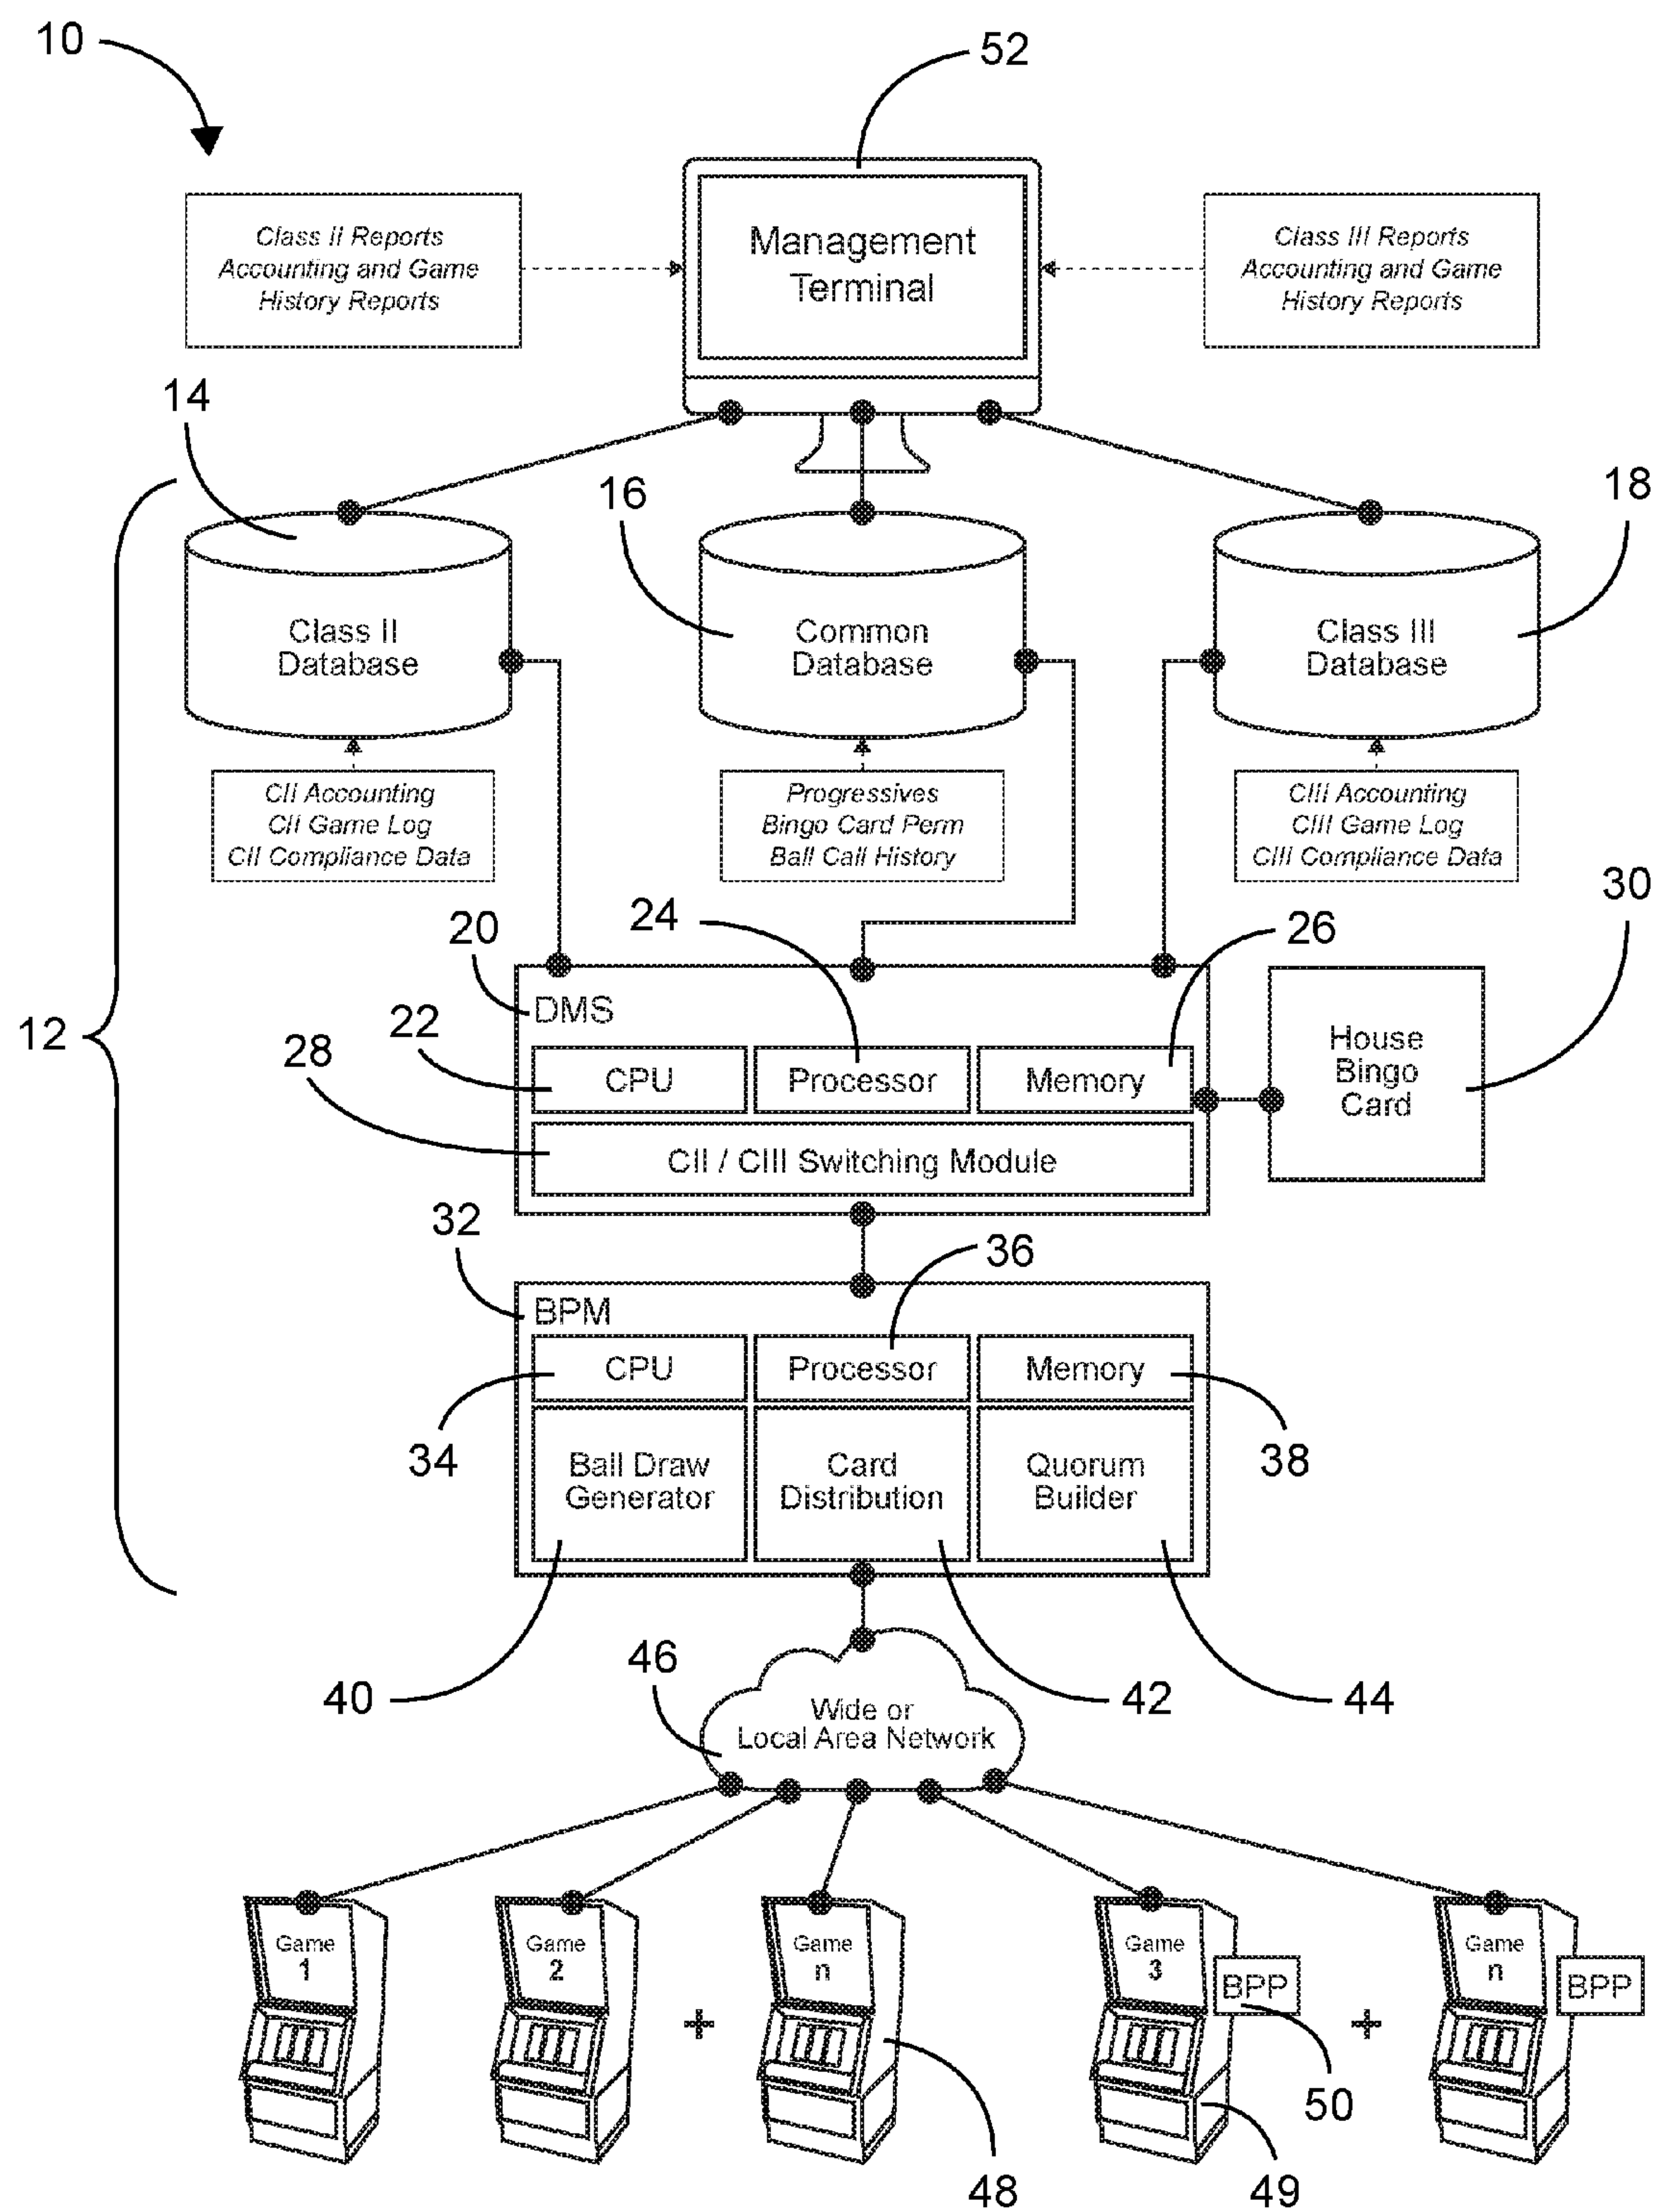 10
52
Class II Reports
Accounting and Game
History Reports
Management
Terminal
Class III Reports
Accounting and Game
History Reports
14
16
18
Class II
Database
Common
Database
Class III
Database
CII Accounting
CII Game Log
CII Compliance Data
Progressives
Bingo Card Perm
Ball Call History
CIII Accounting
CIII Game Log
CIII Compliance Data
12
20
24
26
30
DMS
22
28
CPU
Processor
Memory
CII / CIII Switching Module
House
Bingo
Card
32
36
BPM
CPU
Processor
Memory
34
38
Ball Draw
Generator
Card
Distribution
Quorum
Builder
40
42
44
46
Wide or
Local Area Network
Game
1
Game
2
+
Game
n
Game
3
BPP
+
Game
n
BPP
48
49
50